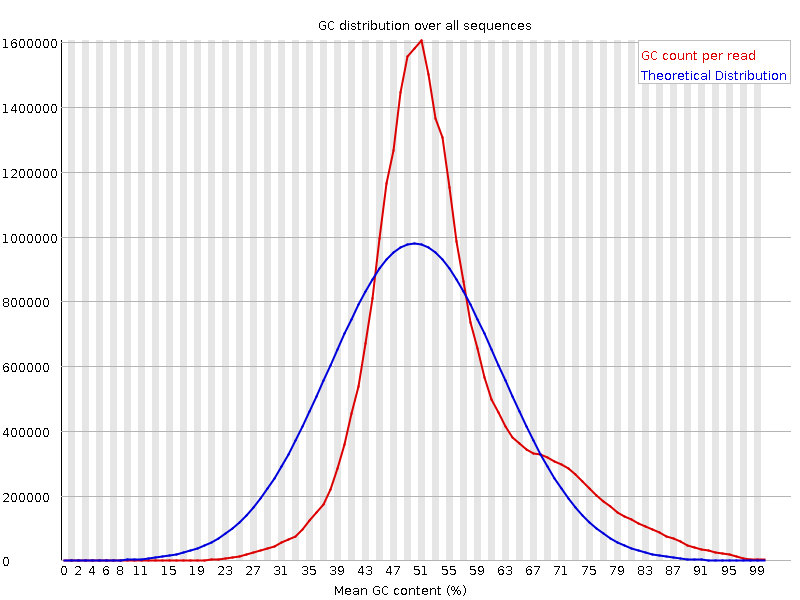 GC distribution over all sequences
GC count per read
Theoretical Distribution
1600000
1400000
1200000
1000000
800000
600000
400000
200000
0
0 2 4 6 8 11 15 19 23 27 31 35 39 43 47 51 55 59 63 67 71 75 79 83 87 91 95 99
Mean GC content (%)